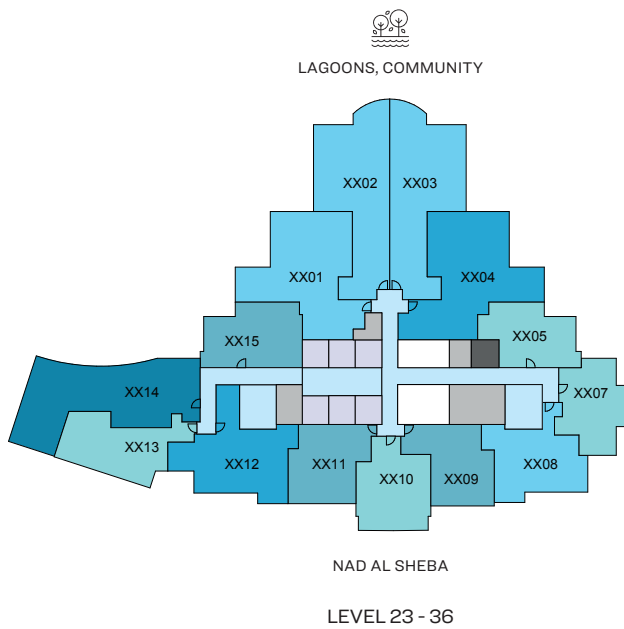 LAGOONS, COMMUNITY
XX02
XX03
XX01
XX04
XX15
XX05
XX14
XX07
XX13
XX12
XX11
XX10
XX09
XX08
NAD AL SHEBA
LEVEL 23 - 36